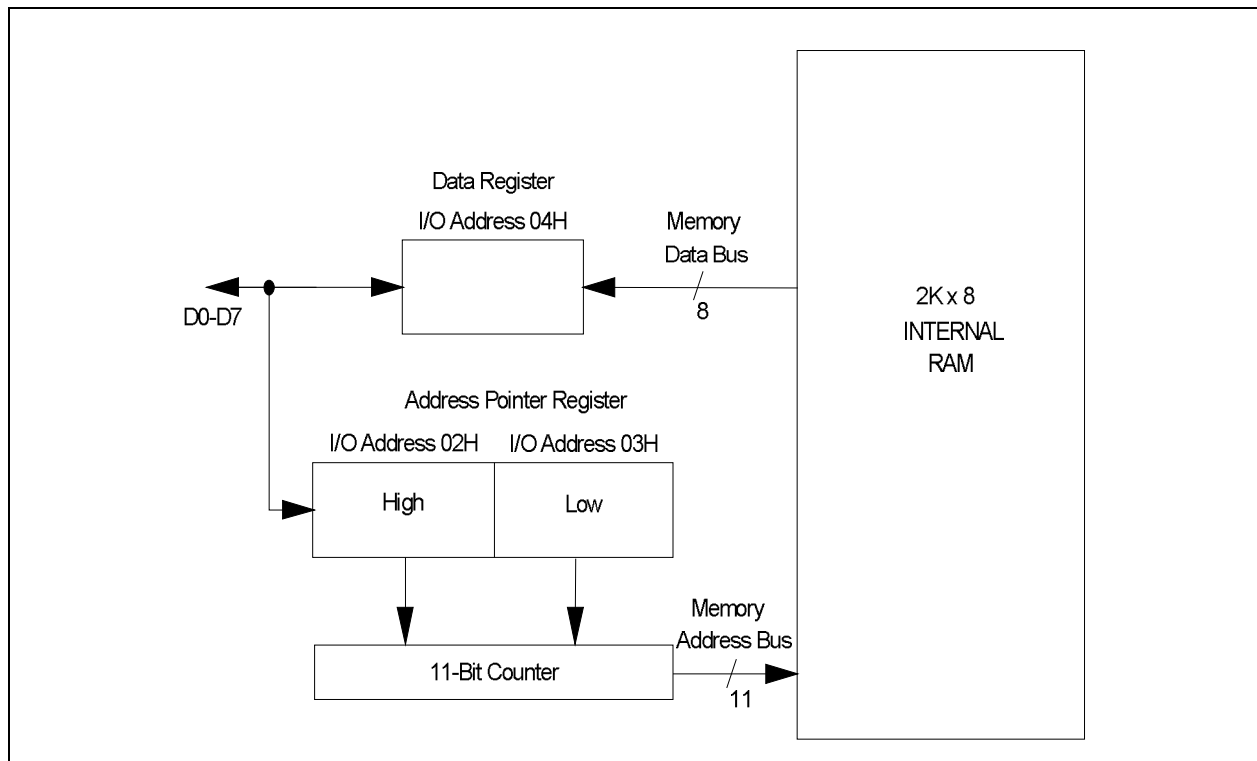 Data Register
I/O Address 04H
Memory
Data Bus
8
D0-D7
2K x 8
INTERNAL
RAM
Address Pointer Register
I/O Address 02H
I/O Address 03H
High
Low
Memory
Address Bus
11-Bit Counter
11